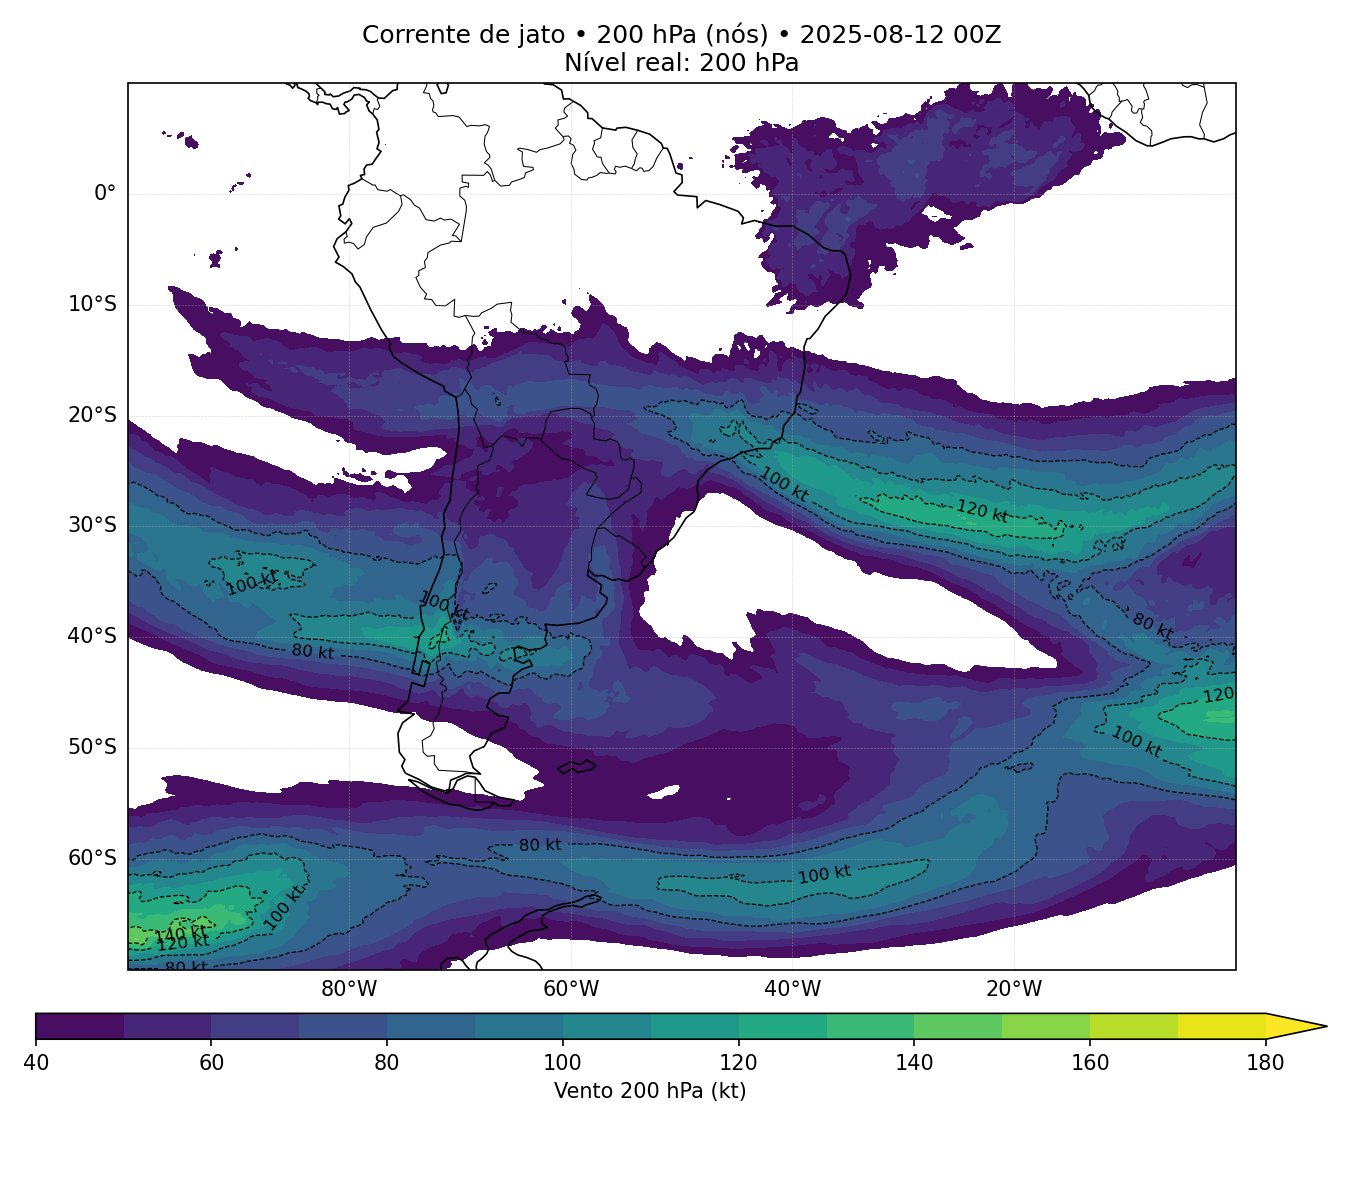 Corrente de jato • 200 hPa (nós) • 2025-08-12 00Z
Nível real: 200 hPa
0°
10°S
20°S
100 kt
120 kt
30°S
100 kt
100 kt
80 kt
40°S
80 kt
120
100 kt
50°S
80 kt
60°S
100 kt
100 kt
140 kt
120 kt
80 kt
80°W 60°W 40°W 20°W
40 60 80 100 120 140 160 180
Vento 200 hPa (kt)